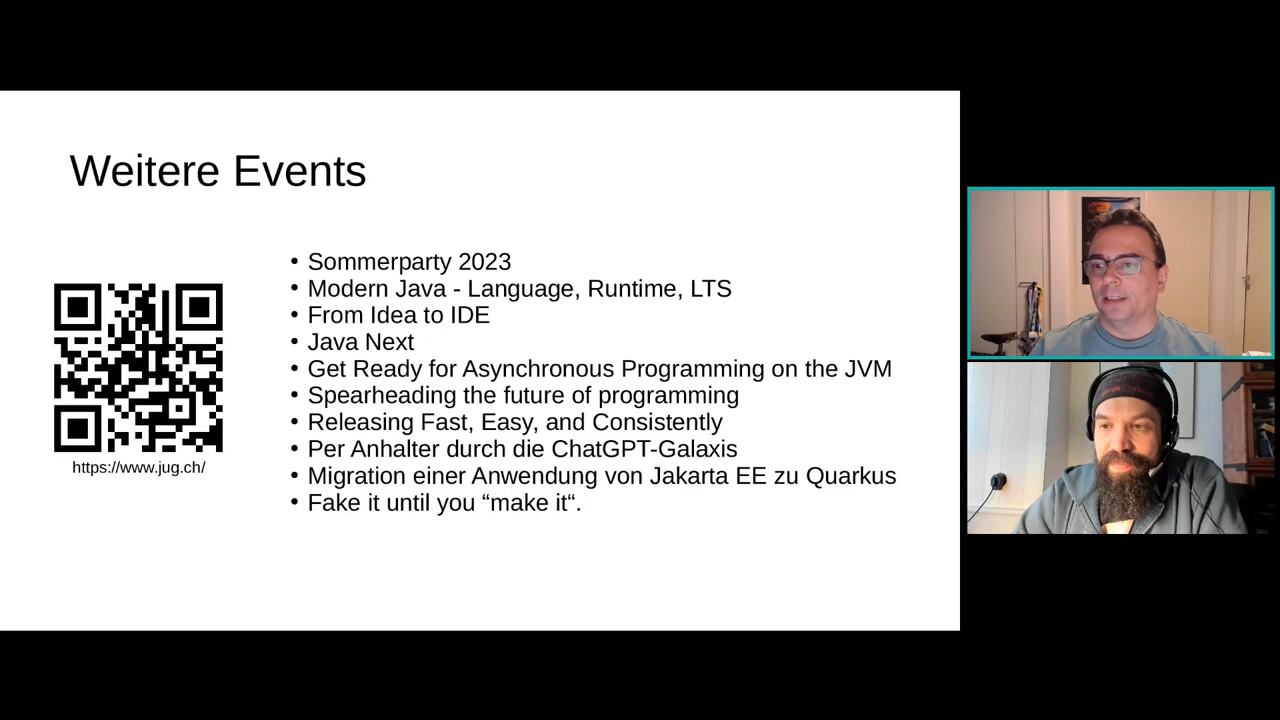 Weitere Events
• Sommerparty 2023
• Modern Java - Language, Runtime, LTS
• From Idea to IDE
• Java Next
• Get Ready for Asynchronous Programming on the JVM
• Spearheading the future of programming
• Releasing Fast, Easy, and Consistently
• Per Anhalter durch die ChatGPT-Galaxis
• Migration einer Anwendung von Jakarta EE zu Quarkus
• Fake it until you “make it“.
https://www.jug.ch/